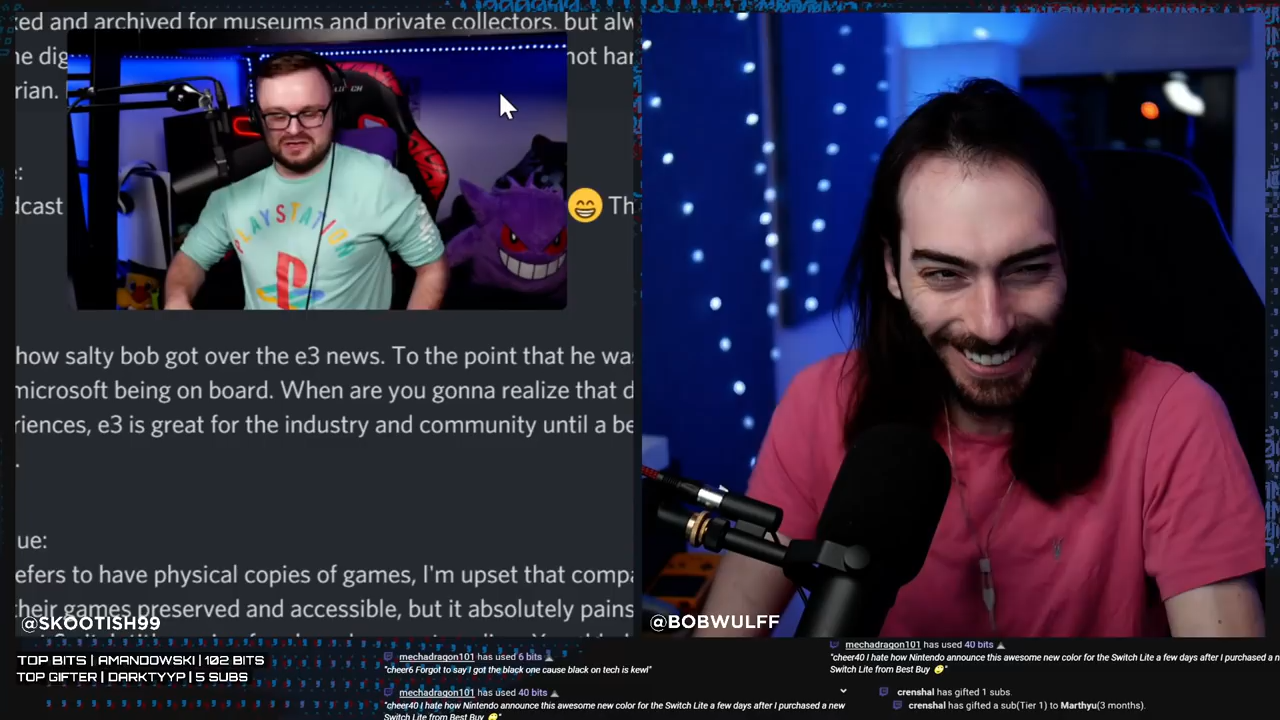 ked and archived for museums and private collectors. but alw
he dig
not har
rian.
dcast
Th
PLAYSTATION
how salty bob got over the e3 news. To the point that he was
microsoft being on board. When are you gonna realize that d
riences, e3 is great for the industry and community until a be
ue:
efers to have physical copies of games, I'm upset that compa
their games preserved and accessible, but it absolutely pains
@SKOOTISH99
@BOBWULFF
TOP BITS | AMANDOWSKI | 102 BITS
TOP GIFTER | DARKTYYP | 5 SUBS
mechadragon101 has used 6 bits
"cheer6 Forgot to say I got the black one cause black on tech is kewl"
mechadragon101 has used 40 bits
"cheer40 I hate how Nintendo announce this awesome new color for the Switch Lite a few days after I purchased a new
Switch Lite from Best Buy 🤔"
mechadragon101 has used 40 bits
"cheer40 I hate how Nintendo announce this awesome new color for the Switch Lite a few days after I purchased a n
Switch Lite from Best Buy 🤔"
crenshal has gifted 1 subs.
crenshal has gifted a sub(Tier 1) to Marthyu(3 months).